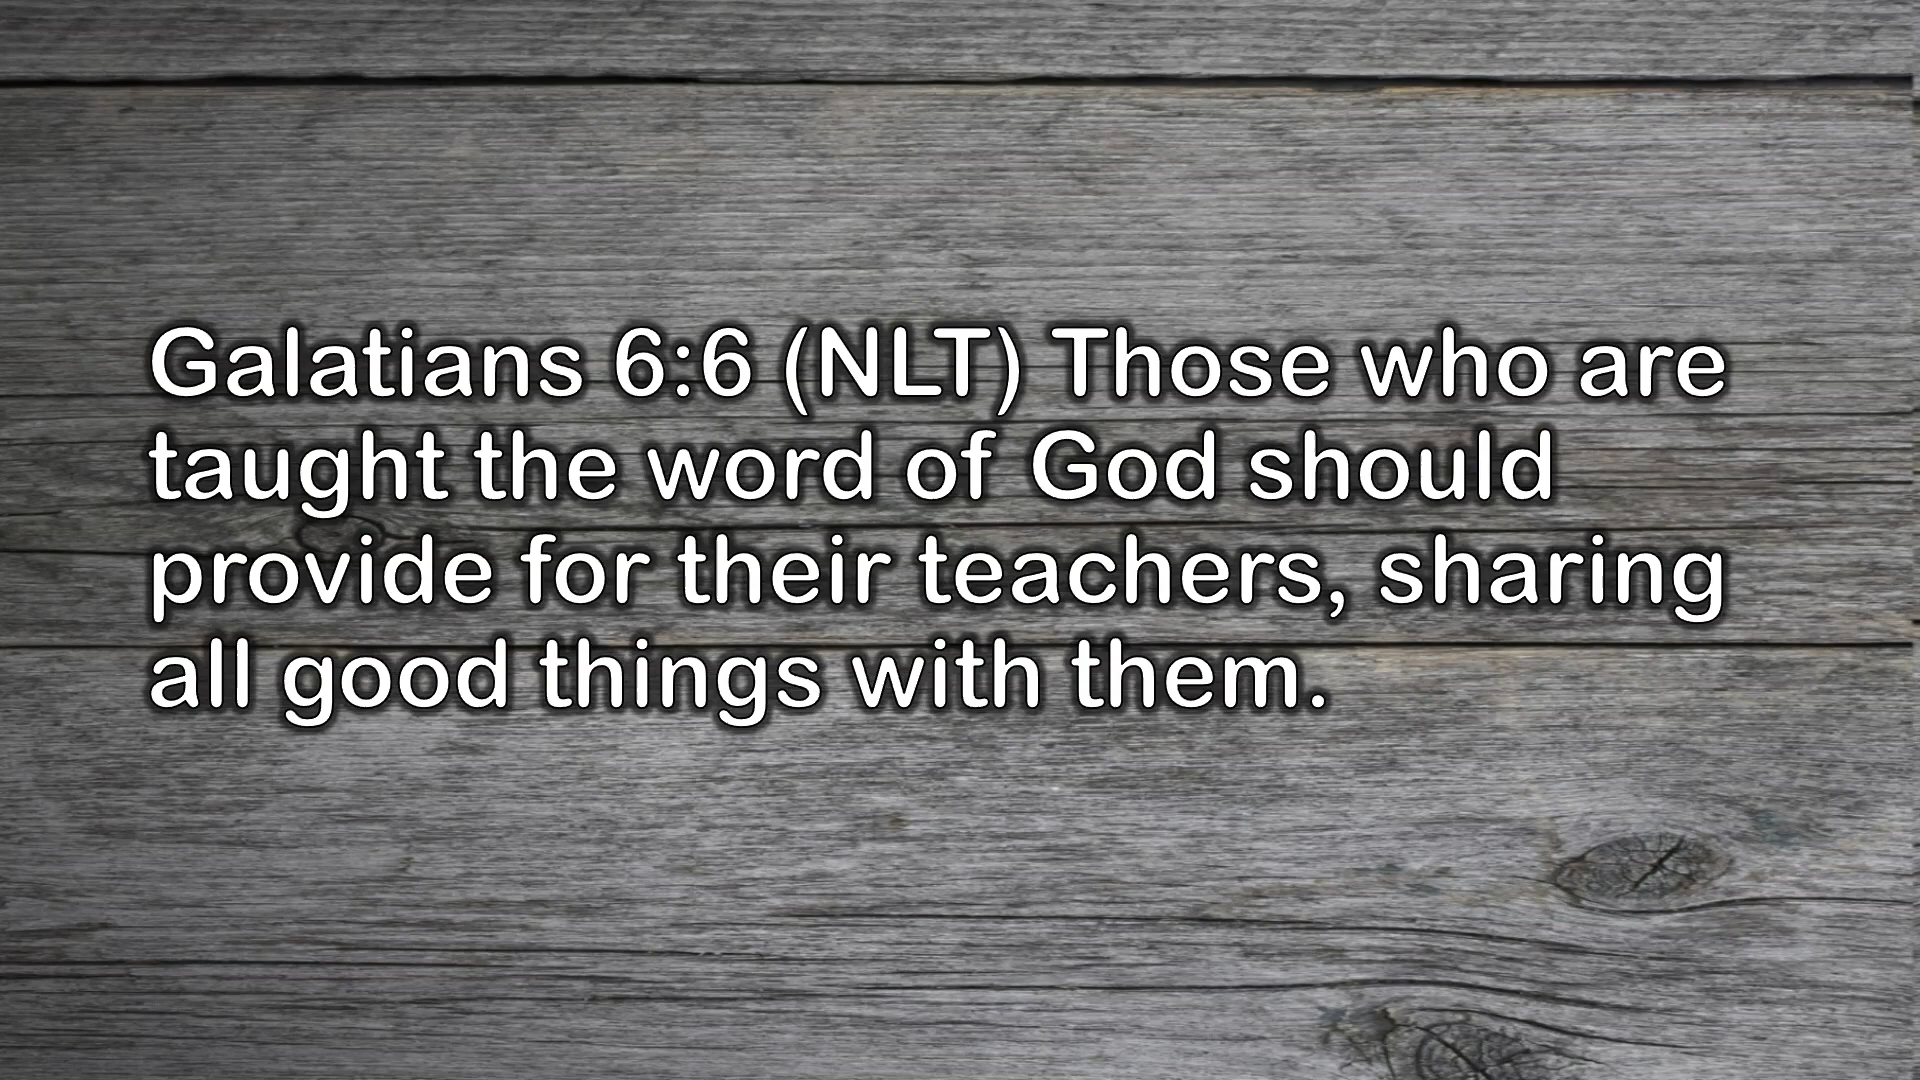 Galatians 6:6 (NLT) Those who are
taught the word of God should
provide for their teachers, sharing
all good things with them.